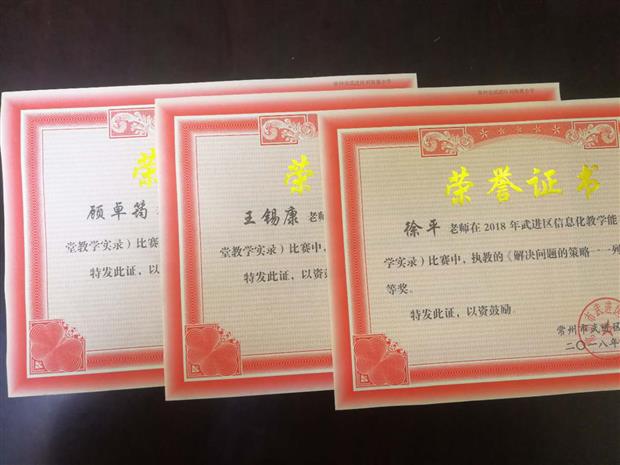 荣
顾卓筠
堂教学实录）比赛中，
特发此证，以
荣
王锡康 老师
堂教学实录）比赛中，
特发此证，以资鼓
荣誉证书
徐平 老师在2018年武进区信息化教学能
学实录）比赛中，执教的《解决问题的策略——列
等奖。
特发此证，以资鼓励。
常州市武进区
二〇一八年